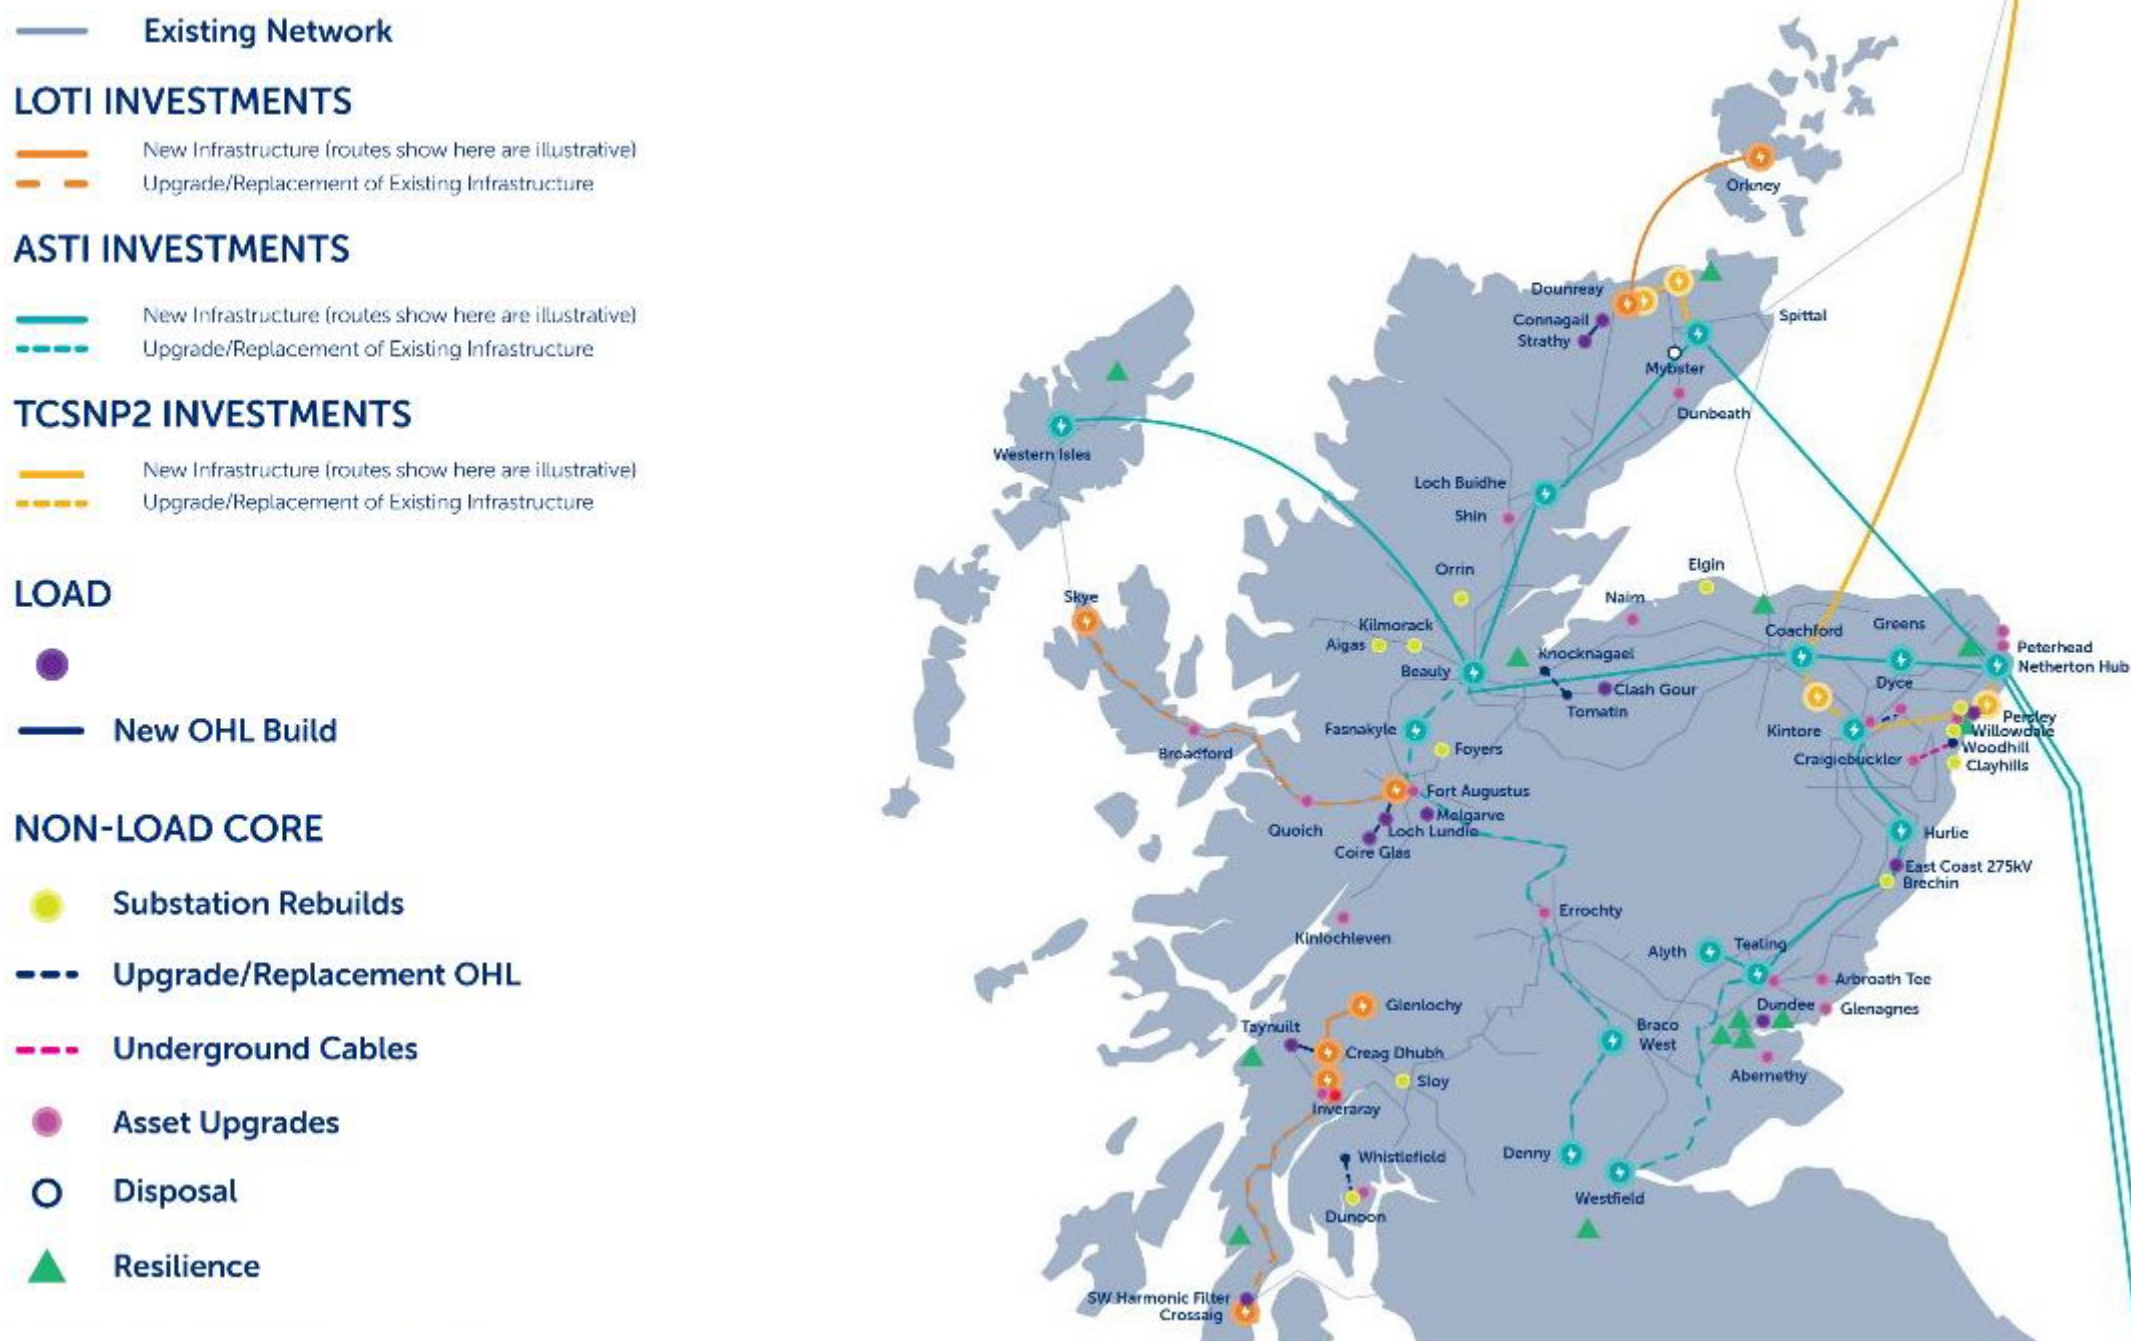 Existing Network
LOTI INVESTMENTS
New Infrastructure (routes show here are illustrative)
Upgrade/Replacement of Existing Infrastructure
ASTI INVESTMENTS
New Infrastructure (routes show here are illustrative)
Upgrade/Replacement of Existing Infrastructure
TCSNP2 INVESTMENTS
New Infrastructure (routes show here are illustrative)
Upgrade/Replacement of Existing Infrastructure
LOAD
New OHL Build
NON-LOAD CORE
Substation Rebuilds
Upgrade/Replacement OHL
Underground Cables
Asset Upgrades
Disposal
Resilience
Orkney
Dounreay
Connagail
Strathy
Spittal
Mybster
Dunbeath
Western Isles
Loch Buidhe
Shin
Orrin
Elgin
Skye
Nairn
Kilmorack
Aigas
Coachford
Greens
Peterhead
Netherton Hub
Knocknagael
Beauly
Clash Gour
Dyce
Tomatin
Fasnakyle
Kintore
Persley
Willowdale
Woodhill
Foyers
Broadford
Craigiebuckler
Clayhills
Fort Augustus
Melgarve
Quoich
Loch Lundie
Coire Glas
Hurlie
East Coast 275kV
Brechin
Errochty
Kinlochleven
Alyth
Tealing
Arbroath Tee
Glenlochy
Dundee
Glenagnes
Taynuilt
Braco
West
Creag Dhubh
Sloy
Abernethy
Inveraray
Whistlefield
Denny
Westfield
Dunoon
SW Harmonic Filter
Crossaig